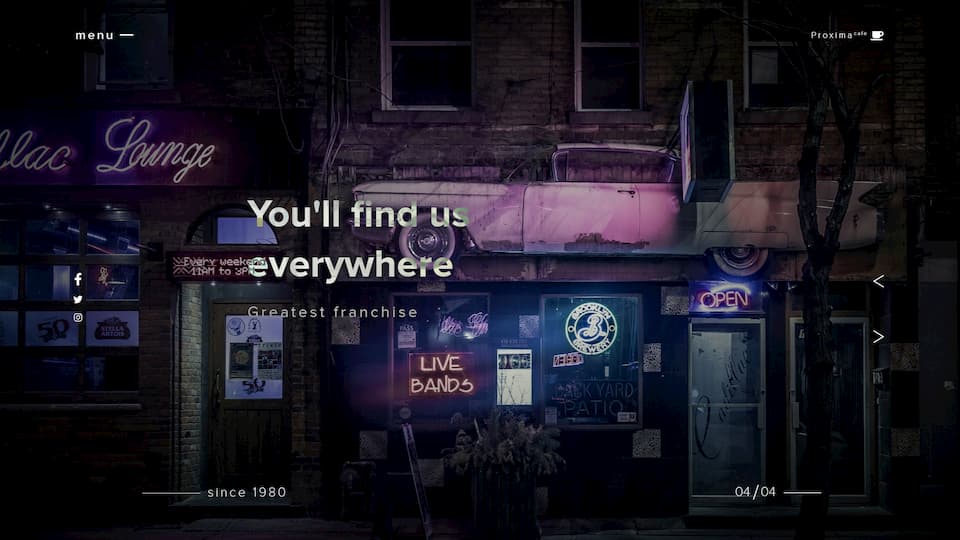 menu
Proxima cafe
Lounge
You'll find us
everywhere
Every weekend
11AM to 3PM
Greatest franchise
OPEN
BROOKLYN
B
BREWERY
STELLA
ARTOIS
50
LIVE
BANDS
BACKYARD
PATIO
since 1980
04/04